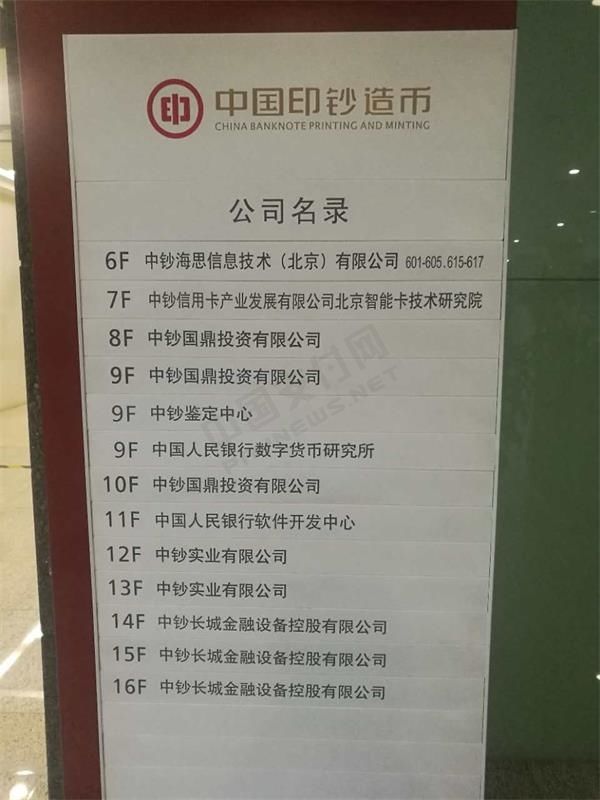 中国印钞造币
CHINA BANKNOTE PRINTING AND MINTING
公司名录
6F 中钞海思信息技术（北京）有限公司 601-605.615-617
7F 中钞信用卡产业发展有限公司北京智能卡技术研究院
8F 中钞国鼎投资有限公司
9F 中钞国鼎投资有限公司
9F 中钞鉴定中心
9F 中国人民银行数字货币研究所
10F 中钞国鼎投资有限公司
11F 中国人民银行软件开发中心
12F 中钞实业有限公司
13F 中钞实业有限公司
14F 中钞长城金融设备控股有限公司
15F 中钞长城金融设备控股有限公司
16F 中钞长城金融设备控股有限公司